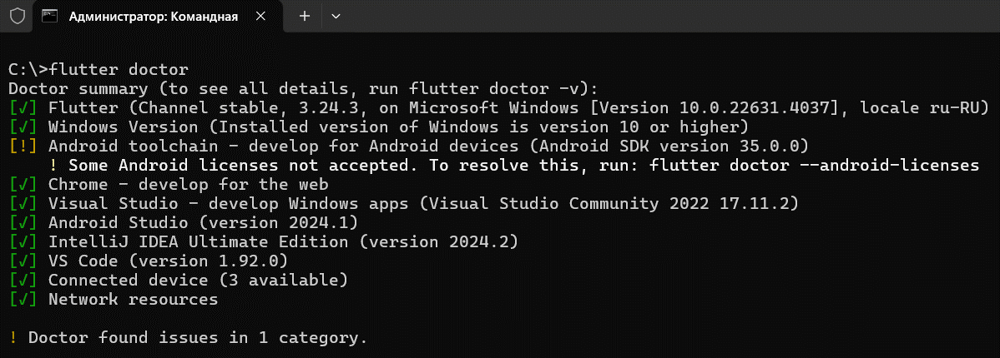 Администратор: Командная
C:\>flutter doctor
Doctor summary (to see all details, run flutter doctor -v):
[√] Flutter (Channel stable, 3.24.3, on Microsoft Windows [Version 10.0.22631.4037], locale ru-RU)
[√] Windows Version (Installed version of Windows is version 10 or higher)
[!] Android toolchain - develop for Android devices (Android SDK version 35.0.0)
    ! Some Android licenses not accepted. To resolve this, run: flutter doctor --android-licenses
[√] Chrome - develop for the web
[√] Visual Studio - develop Windows apps (Visual Studio Community 2022 17.11.2)
[√] Android Studio (version 2024.1)
[√] IntelliJ IDEA Ultimate Edition (version 2024.2)
[√] VS Code (version 1.92.0)
[√] Connected device (3 available)
[√] Network resources
! Doctor found issues in 1 category.